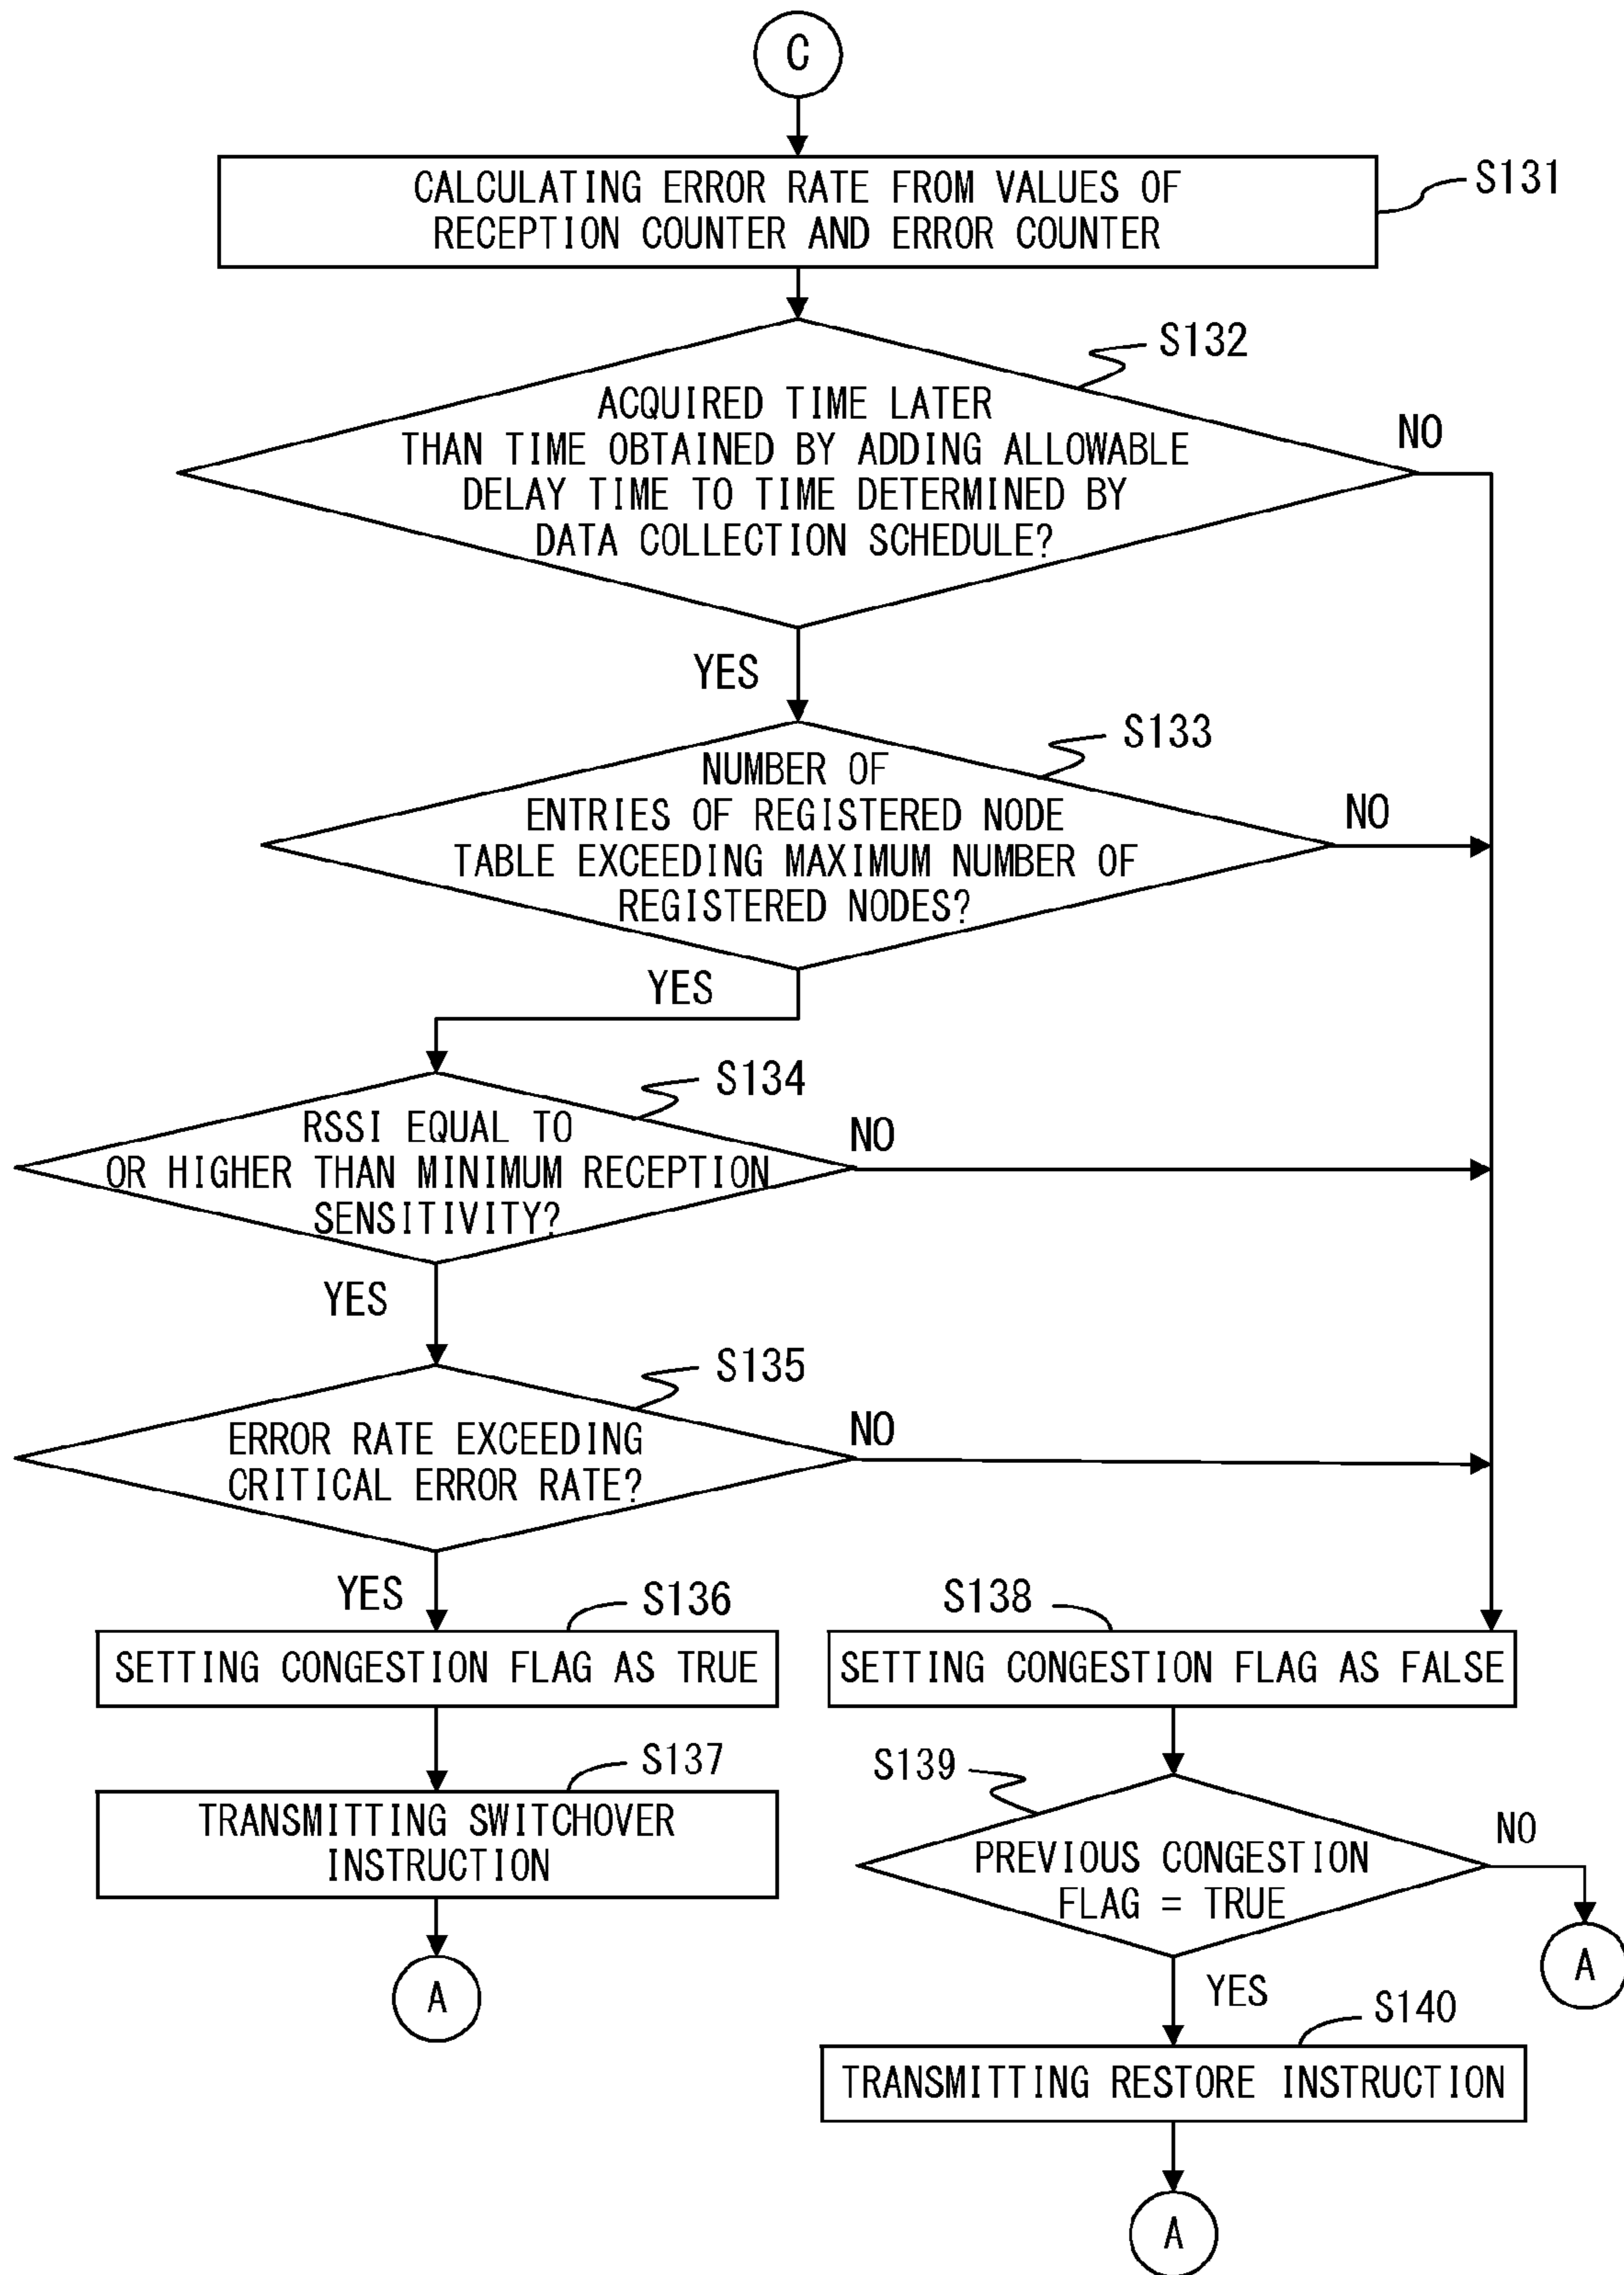 C
CALCULATING ERROR RATE FROM VALUES OF
RECEPTION COUNTER AND ERROR COUNTER
S131
S132
ACQUIRED TIME LATER
THAN TIME OBTAINED BY ADDING ALLOWABLE
DELAY TIME TO TIME DETERMINED BY
DATA COLLECTION SCHEDULE?
NO
YES
S133
NUMBER OF
ENTRIES OF REGISTERED NODE
TABLE EXCEEDING MAXIMUM NUMBER OF
REGISTERED NODES?
NO
YES
S134
RSSI EQUAL TO
OR HIGHER THAN MINIMUM RECEPTION
SENSITIVITY?
NO
YES
S135
ERROR RATE EXCEEDING
CRITICAL ERROR RATE?
NO
YES
S136
SETTING CONGESTION FLAG AS TRUE
S137
TRANSMITTING SWITCHOVER
INSTRUCTION
A
S138
SETTING CONGESTION FLAG AS FALSE
S139
PREVIOUS CONGESTION
FLAG = TRUE
NO
A
YES
S140
TRANSMITTING RESTORE INSTRUCTION
A